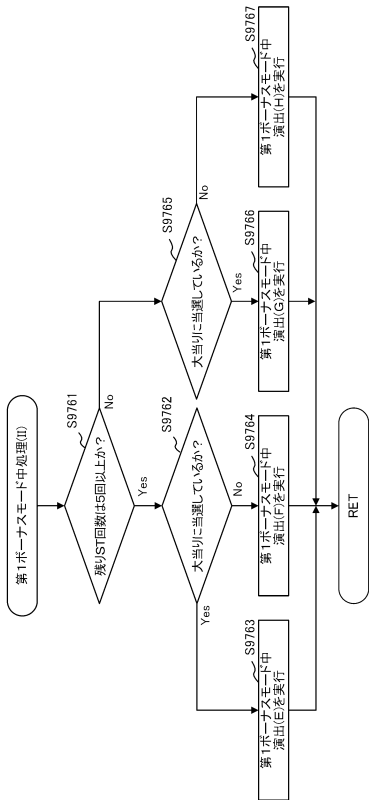 第1ボーナスモード中処理(II)
S9761
残りST回数は5回以上か?
No
Yes
S9762
大当りに当選しているか?
Yes
No
S9765
大当りに当選しているか?
No
Yes
S9763
第1ボーナスモード中
演出(E)を実行
S9764
第1ボーナスモード中
演出(F)を実行
S9766
第1ボーナスモード中
演出(G)を実行
S9767
第1ボーナスモード中
演出(H)を実行
RET